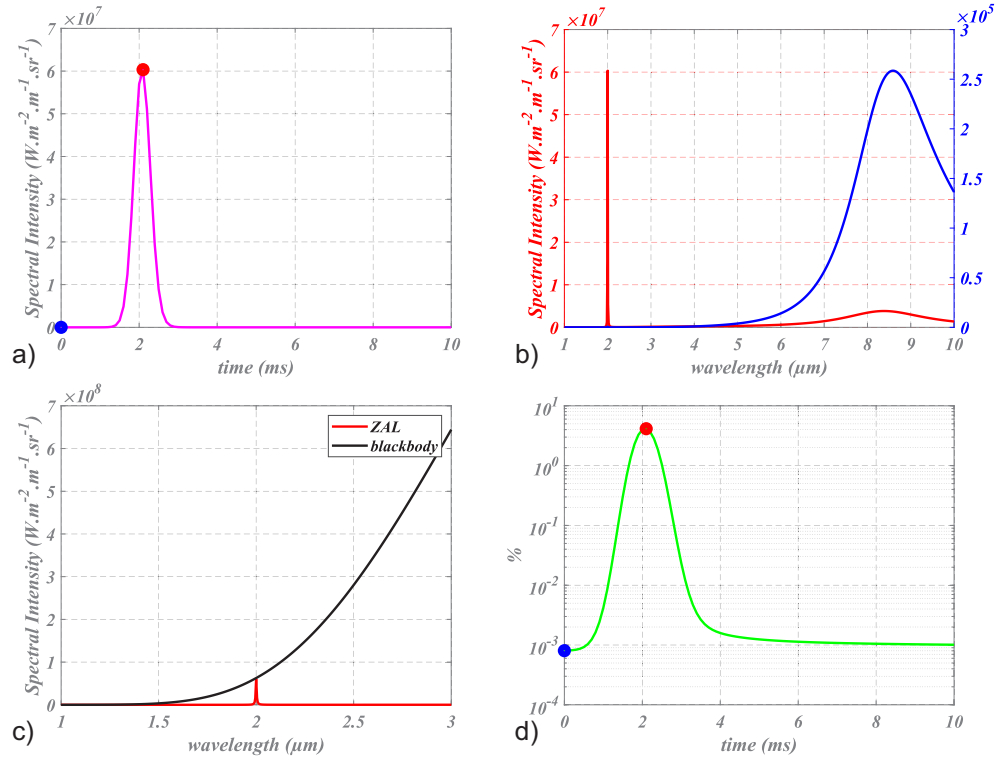 ×10^7
7
6
5
4
3
2
1
0
0 2 4 6 8 10
Spectral Intensity (W.m^-2.m^-1.sr^-1)
time (ms)
a)
×10^7
7
6
5
4
3
2
1
0
×10^5
3
2.5
2
1.5
1
0.5
0
1 2 3 4 5 6 7 8 9 10
Spectral Intensity (W.m^-2.m^-1.sr^-1)
wavelength (μm)
b)
×10^8
7
6
5
4
3
2
1
0
1 1.5 2 2.5 3
Spectral Intensity (W.m^-2.m^-1.sr^-1)
wavelength (μm)
ZAL
blackbody
c)
10^1
10^0
10^-1
10^-2
10^-3
10^-4
0 2 4 6 8 10
%
time (ms)
d)